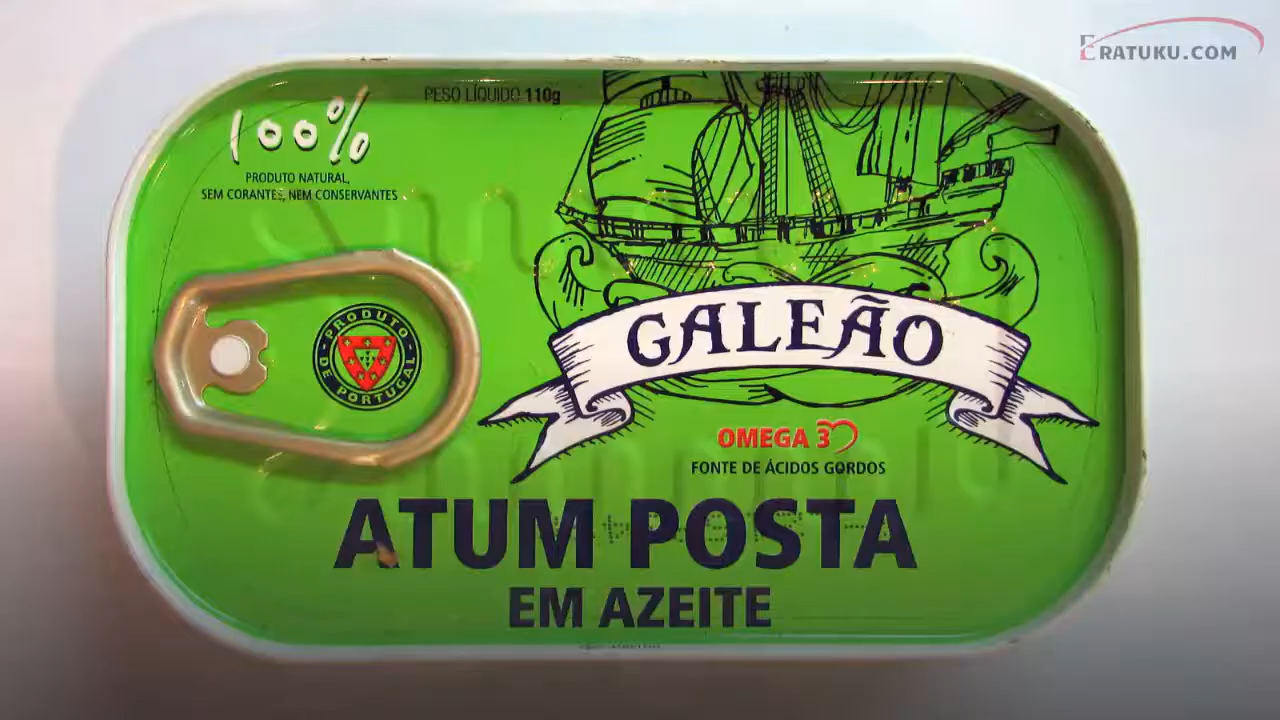 ERATUKU.COM
PESO LÍQUIDO 110g
100%
PRODUTO NATURAL,
SEM CORANTES, NEM CONSERVANTES
PRODUTO DE PORTUGAL
GALEÃO
OMEGA 3
FONTE DE ÁCIDOS GORDOS
ATUM POSTA
EM AZEITE